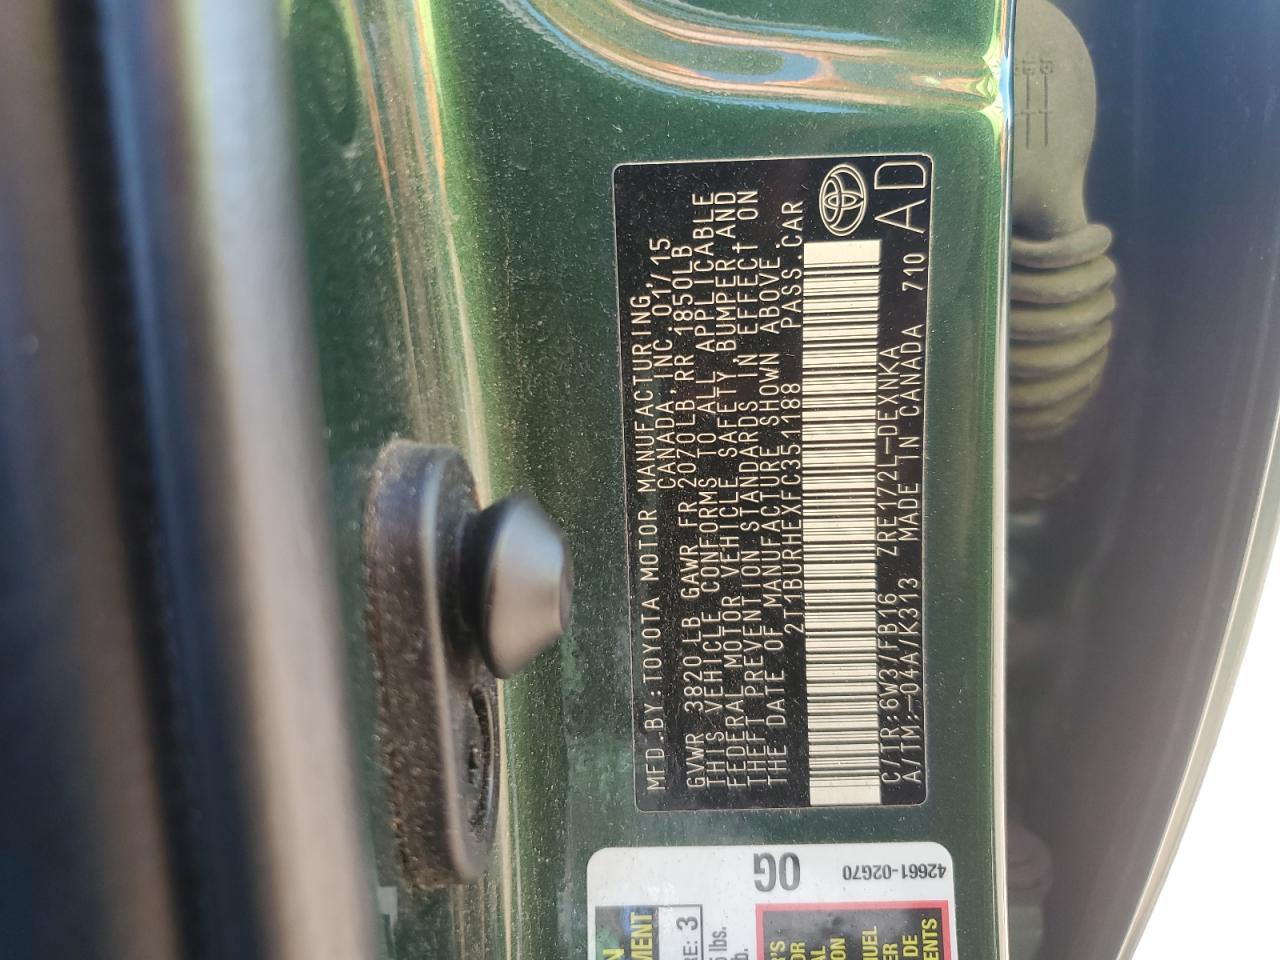 MFD.BY:TOYOTA MOTOR MANUFACTURING,
CANADA, INC 01/15
GVWR 3820 LB GAWR FR 2070LB RR 1850LB
THIS VEHICLE CONFORMS TO ALL APPLICABLE
FEDERAL MOTOR VEHICLE SAFETY,BUMPER,AND
THEFT PREVENTION STANDARDS IN EFFECT ON
THE DATE OF MANUFACTURE SHOWN ABOVE.
2T1BURHEXFC351188 PASS.CAR
C/TR:6W37/FB16 ZRE172L-DEXNKA
A/TM:-04A/K313 MADE IN CANADA 710
AD
0G
42661-02G70